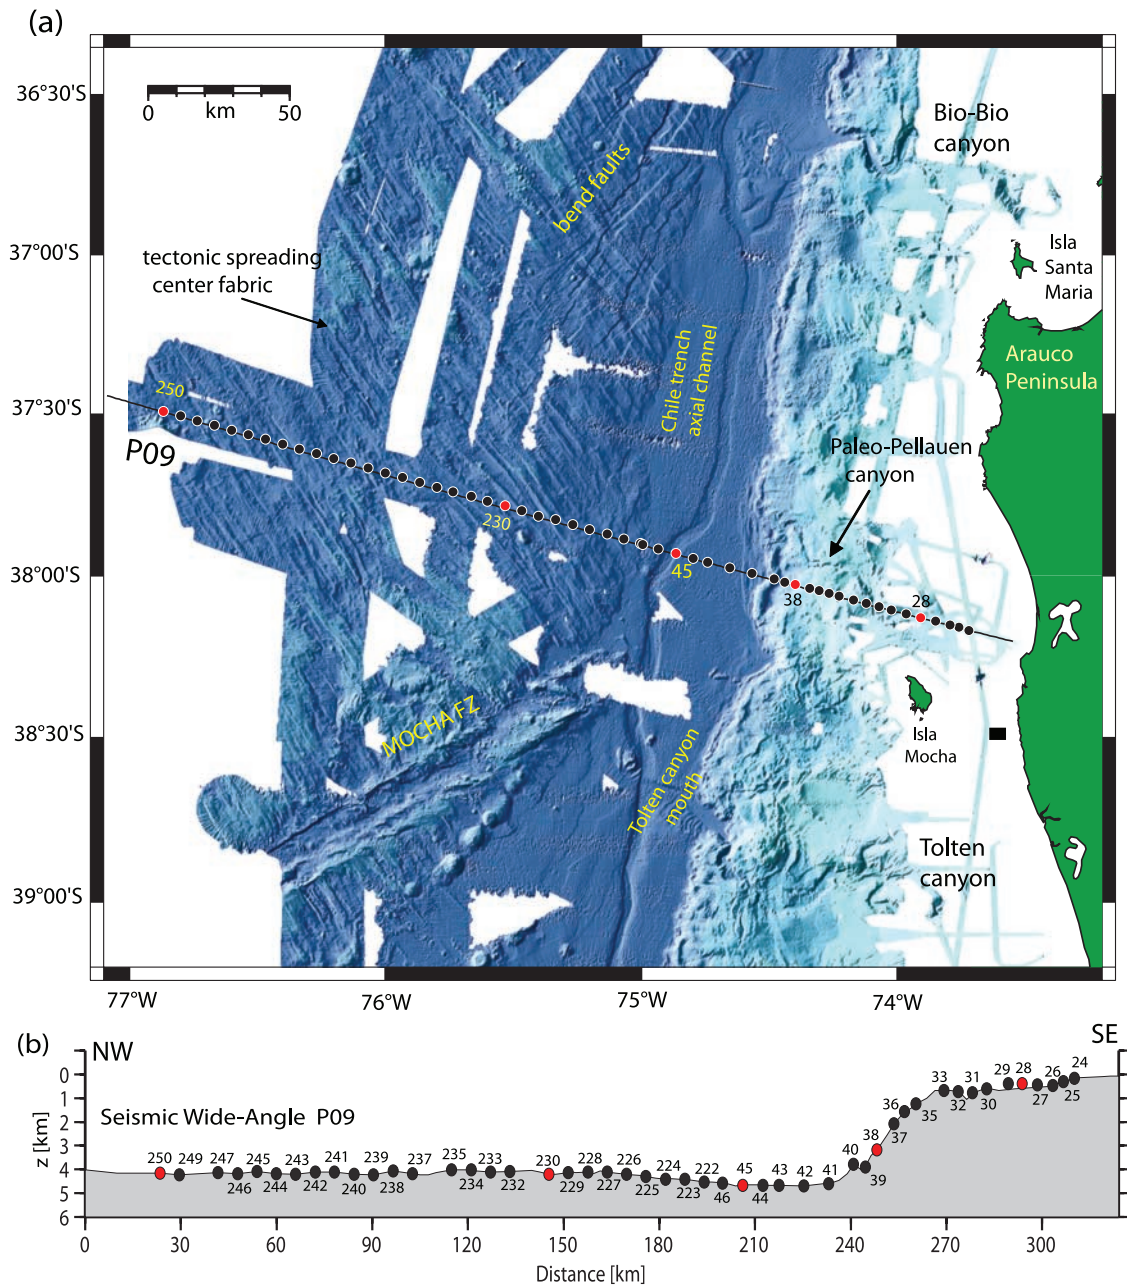 (a)
36°30'S
37°00'S
37°30'S
38°00'S
38°30'S
39°00'S
0 km 50
Bio-Bio
canyon
bend faults
Isla
Santa
Maria
tectonic spreading
center fabric
Arauco
Peninsula
Chile trench
axial channel
250
P09
Paleo-Pellauen
canyon
230
45
38
28
MOCHA FZ
Isla
Mocha
Tolten canyon
mouth
Tolten
canyon
77°W 76°W 75°W 74°W
(b)
NW
SE
Seismic Wide-Angle P09
z [km]
0
1
2
3
4
5
6
250 249 247 246 245 244 243 242 241 240 239 238 237 235 234 233 232 230 229 228 227 226 225 224 223 222 46 45 44 43 42 41 40 39 38 37 36 35 33 32 31 30 29 28 27 26 25 24
0 30 60 90 120 150 180 210 240 270 300
Distance [km]